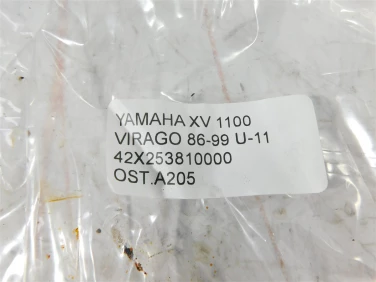 YAMAHA XV 1100
VIRAGO 86-99 U-11
42X253810000
OST.A205